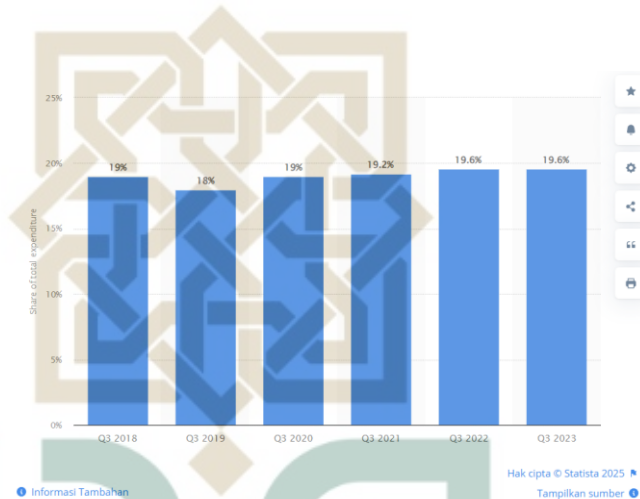 Share of total expenditure
25%
20%
15%
10%
5%
0%
19%
18%
19%
19.2%
19.6%
19.6%
Q3 2018
Q3 2019
Q3 2020
Q3 2021
Q3 2022
Q3 2023
Hak cipta © Statista 2025
Informasi Tambahan
Tampilkan sumber